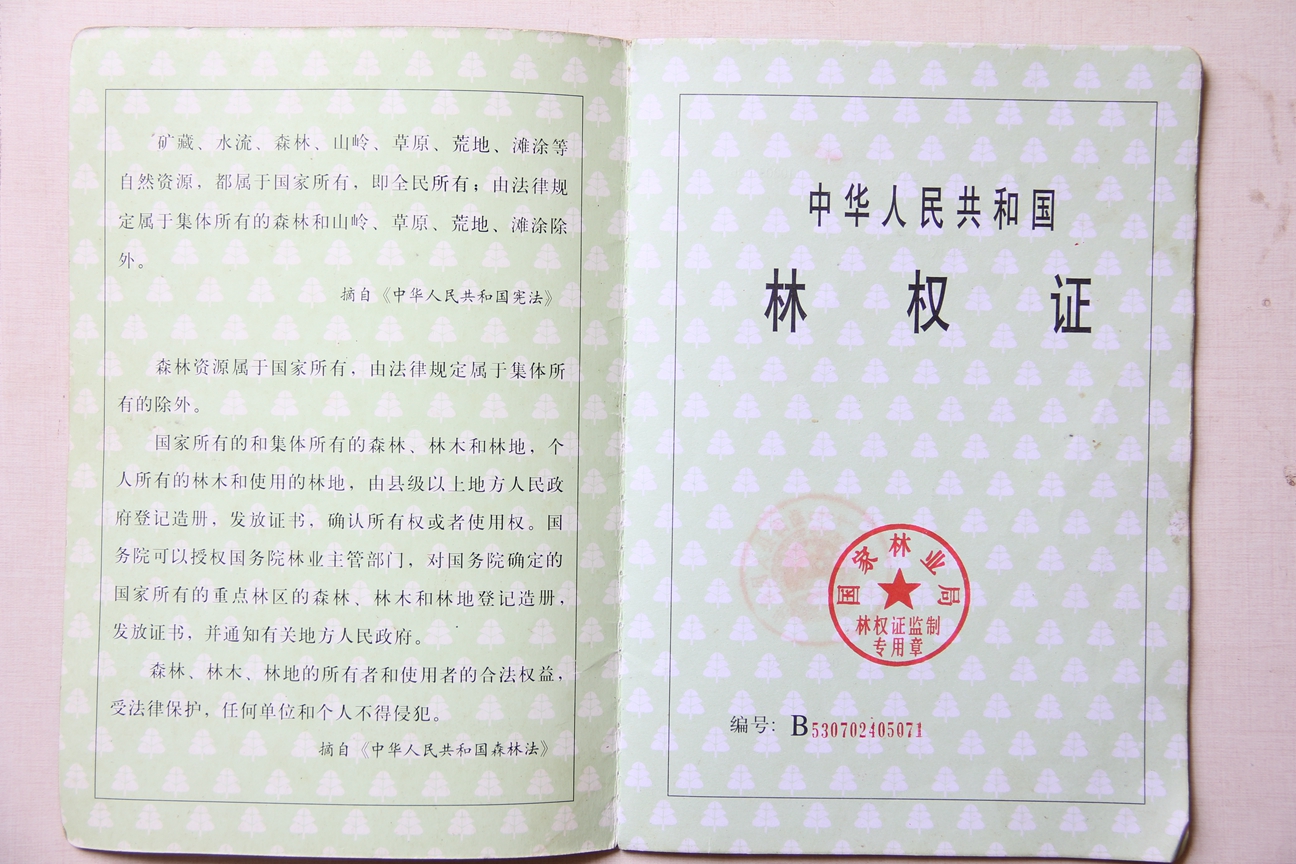 矿藏、水流、森林、山岭、草原、荒地、滩涂等
自然资源，都属于国家所有，即全民所有；由法律规
定属于集体所有的森林和山岭、草原、荒地、滩涂除
外。
摘自《中华人民共和国宪法》
森林资源属于国家所有，由法律规定属于集体所
有的除外。
国家所有的和集体所有的森林、林木和林地，个
人所有的林木和使用的林地，由县级以上地方人民政
府登记造册，发放证书，确认所有权或者使用权。国
务院可以授权国务院林业主管部门，对国务院确定的
国家所有的重点林区的森林、林木和林地登记造册，
发放证书，并通知有关地方人民政府。
森林、林木、林地的所有者和使用者的合法权益，
受法律保护，任何单位和个人不得侵犯。
摘自《中华人民共和国森林法》
中华人民共和国
林权证
国家林业局
林权证监制
专用章
编号：B530702405071